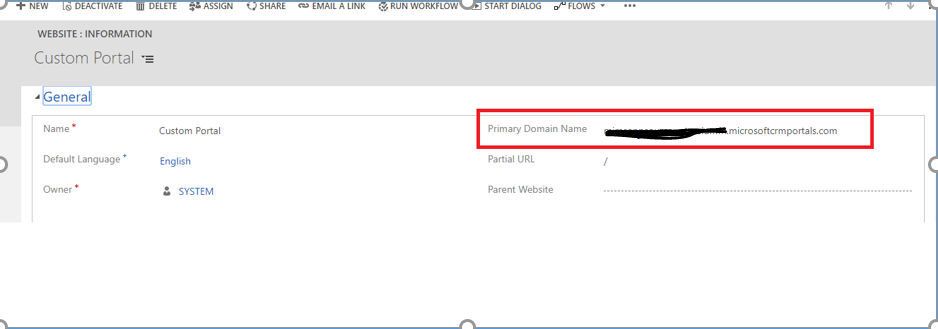 NEW DEACTIVATE DELETE ASSIGN SHARE EMAIL A LINK RUN WORKFLOW START DIALOG FLOWS •••
WEBSITE : INFORMATION
Custom Portal
General
Name * Custom Portal
Primary Domain Name .microsoftcrmportals.com
Default Language * English
Partial URL /
Owner * SYSTEM
Parent Website